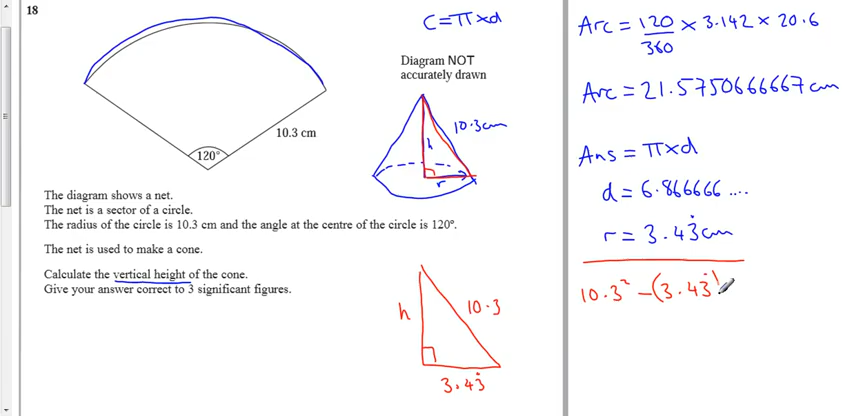 18
C = π × d
Diagram NOT
accurately drawn
10.3 cm
120°
10.3cm
h
r
The diagram shows a net.
The net is a sector of a circle.
The radius of the circle is 10.3 cm and the angle at the centre of the circle is 120°.
The net is used to make a cone.
Calculate the vertical height of the cone.
Give your answer correct to 3 significant figures.
h
10.3
3.43̇
Arc = 120/360 × 3.142 × 20.6
Arc = 21.5750666667cm
Ans = π × d
d = 6.866666....
r = 3.43̇cm
10.3² – (3.43̇)